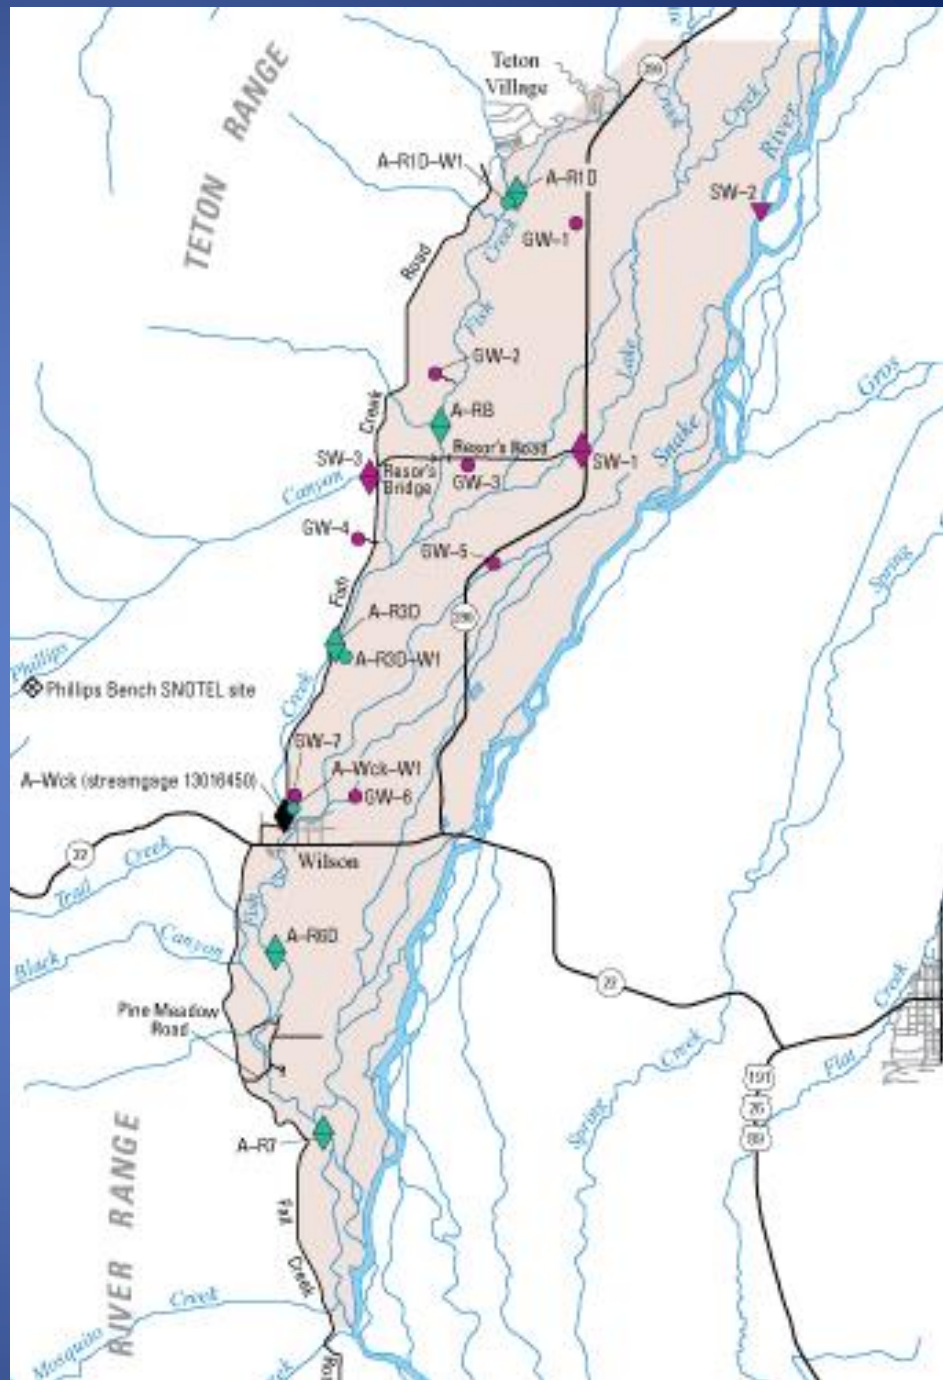 TETON RANGE
Teton
Village
390
Creek
Creek
River
A-R1D-W1
A-R1D
SW-2
GW-1
Creek
Road
Fish
Lake
GW-2
Gros
A-R8
Creek
Resor's Road
Snake
SW-3
Resor's
Bridge
SW-1
GW-3
Canyon
GW-4
GW-5
Spring
Fish
A-R3D
390
A-R3D-W1
Phillips
Phillips Bench SNOTEL site
Creek
GW-7
A-Wck-W1
A-Wck (streamgage 13016450)
GW-6
22
Wilson
Trail Creek
Fish
A-R6D
Black Canyon
22
Creek
Pine Meadow
Road
Spring Creek
Flat
191
26
89
A-R7
RIVER RANGE
Fall
Creek
Mosquito Creek